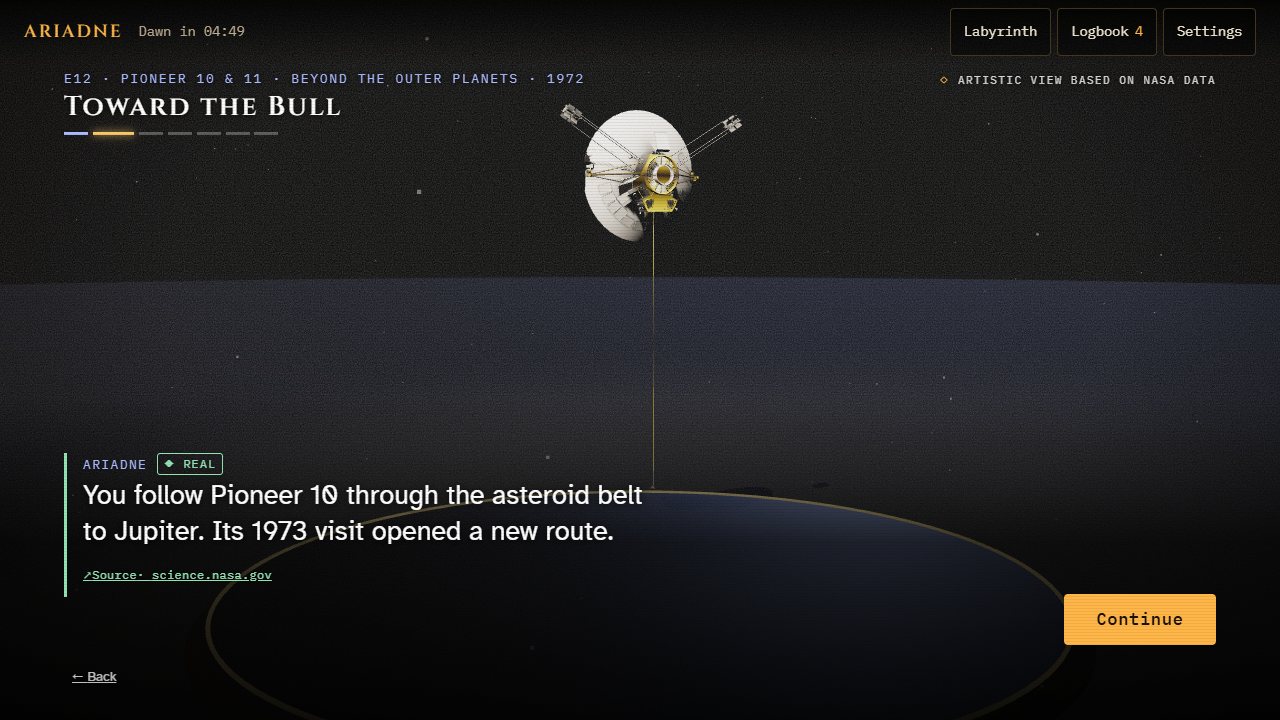 ARIADNE Dawn in 04:49 Labyrinth Logbook 4 Settings
E12 · PIONEER 10 & 11 · BEYOND THE OUTER PLANETS · 1972
◇ ARTISTIC VIEW BASED ON NASA DATA
Toward the Bull
ARIADNE ◆ REAL
You follow Pioneer 10 through the asteroid belt
to Jupiter. Its 1973 visit opened a new route.
↗Source· science.nasa.gov
Continue
← Back